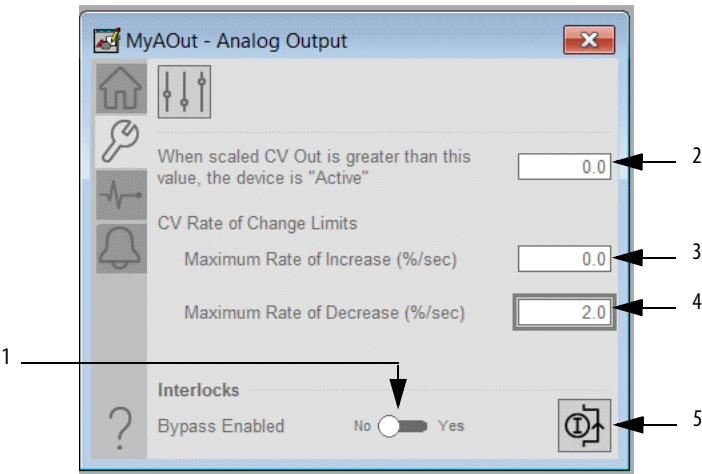 MyAOut - Analog Output
When scaled CV Out is greater than this
value, the device is "Active"
0.0
2
CV Rate of Change Limits
Maximum Rate of Increase (%/sec)
0.0
3
Maximum Rate of Decrease (%/sec)
2.0
4
1
Interlocks
Bypass Enabled
No
Yes
I
5
?